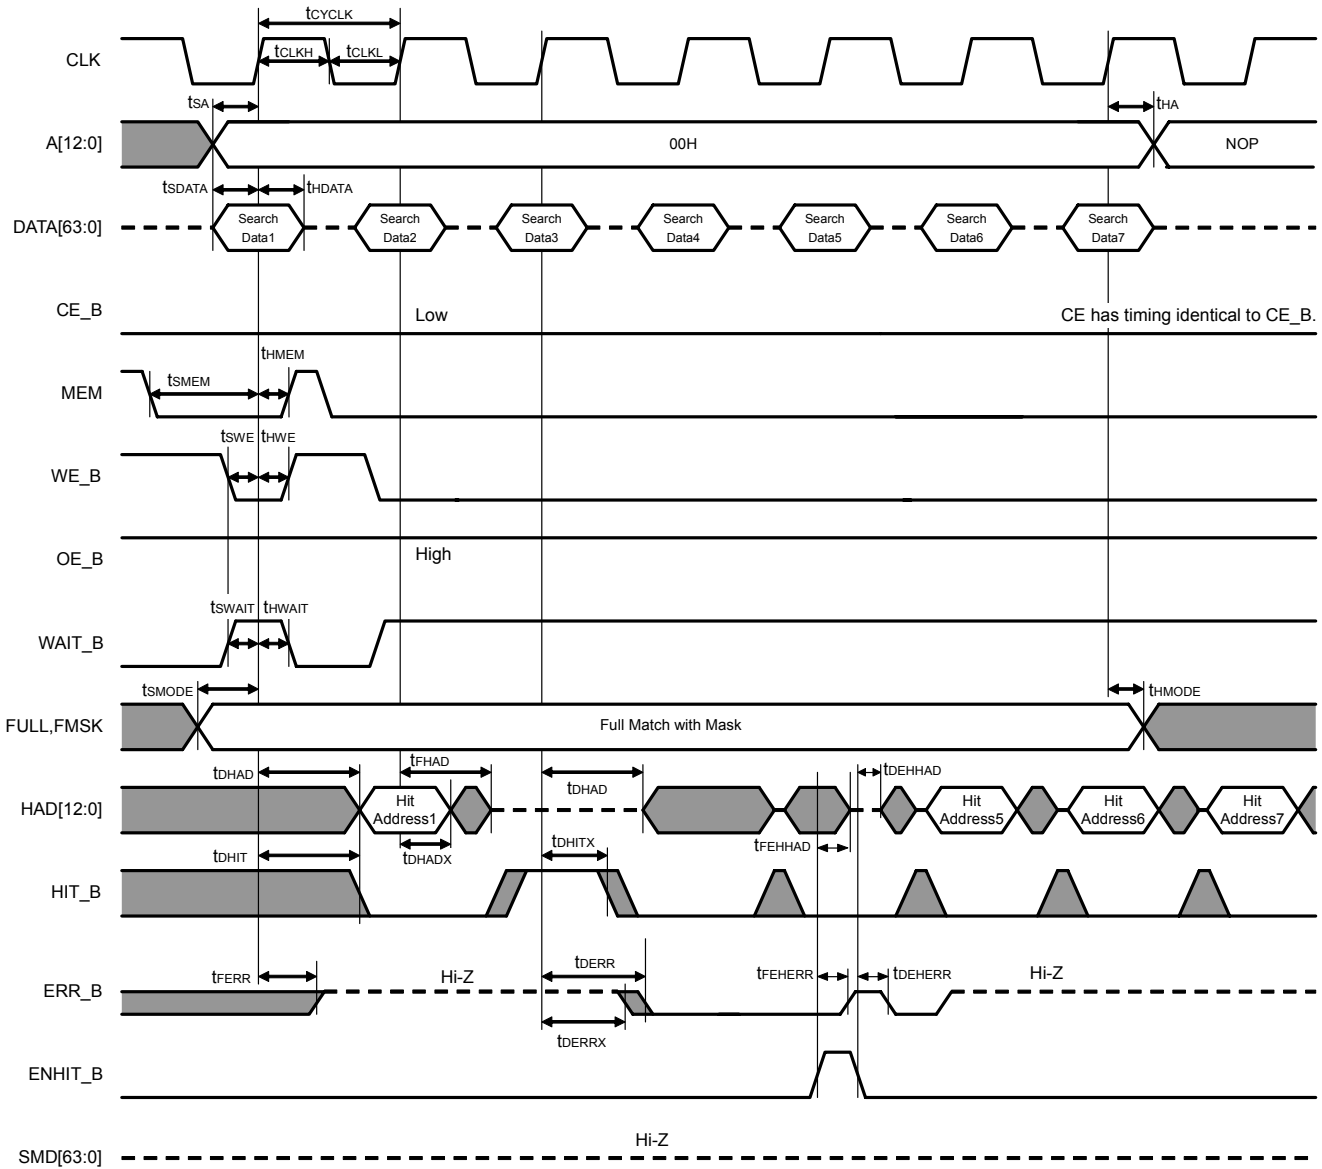 tCYCLK
CLK
tCLKH
tCLKL
tSA
tHA
A[12:0]
00H
NOP
tSDATA
tHDATA
DATA[63:0]
Search
Data1
Search
Data2
Search
Data3
Search
Data4
Search
Data5
Search
Data6
Search
Data7
CE_B
Low
CE has timing identical to CE_B.
tHMEM
MEM
tSMEM
tSWE
tHWE
WE_B
OE_B
High
tSWAIT
tHWAIT
WAIT_B
tSMODE
tHMODE
FULL,FMSK
Full Match with Mask
tDHAD
tFHAD
tDHAD
tDEHHAD
HAD[12:0]
Hit
Address1
Hit
Address5
Hit
Address6
Hit
Address7
tDHIT
tDHADX
tDHITX
tFEHHAD
HIT_B
tFERR
Hi-Z
tDERR
tFEHERR
tDEHERR
Hi-Z
ERR_B
tDERRX
ENHIT_B
Hi-Z
SMD[63:0]